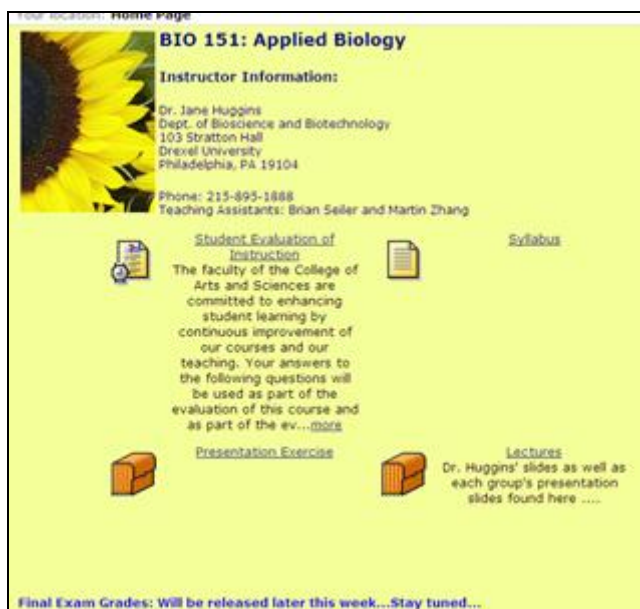 Your location: Home Page
BIO 151: Applied Biology
Instructor Information:
Dr. Jane Huggins
Dept. of Bioscience and Biotechnology
103 Stratton Hall
Drexel University
Philadelphia, PA 19104
Phone: 215-895-1888
Teaching Assistants: Brian Seiler and Martin Zhang
Student Evaluation of
Instruction
The faculty of the College of
Arts and Sciences are
committed to enhancing
student learning by
continuous improvement of
our courses and our
teaching. Your answers to
the following questions will
be used as part of the
evaluation of this course and
as part of the ev...more
Syllabus
Presentation Exercise
Lectures
Dr. Huggins' slides as well as
each group's presentation
slides found here ....
Final Exam Grades: Will be released later this week...Stay tuned...